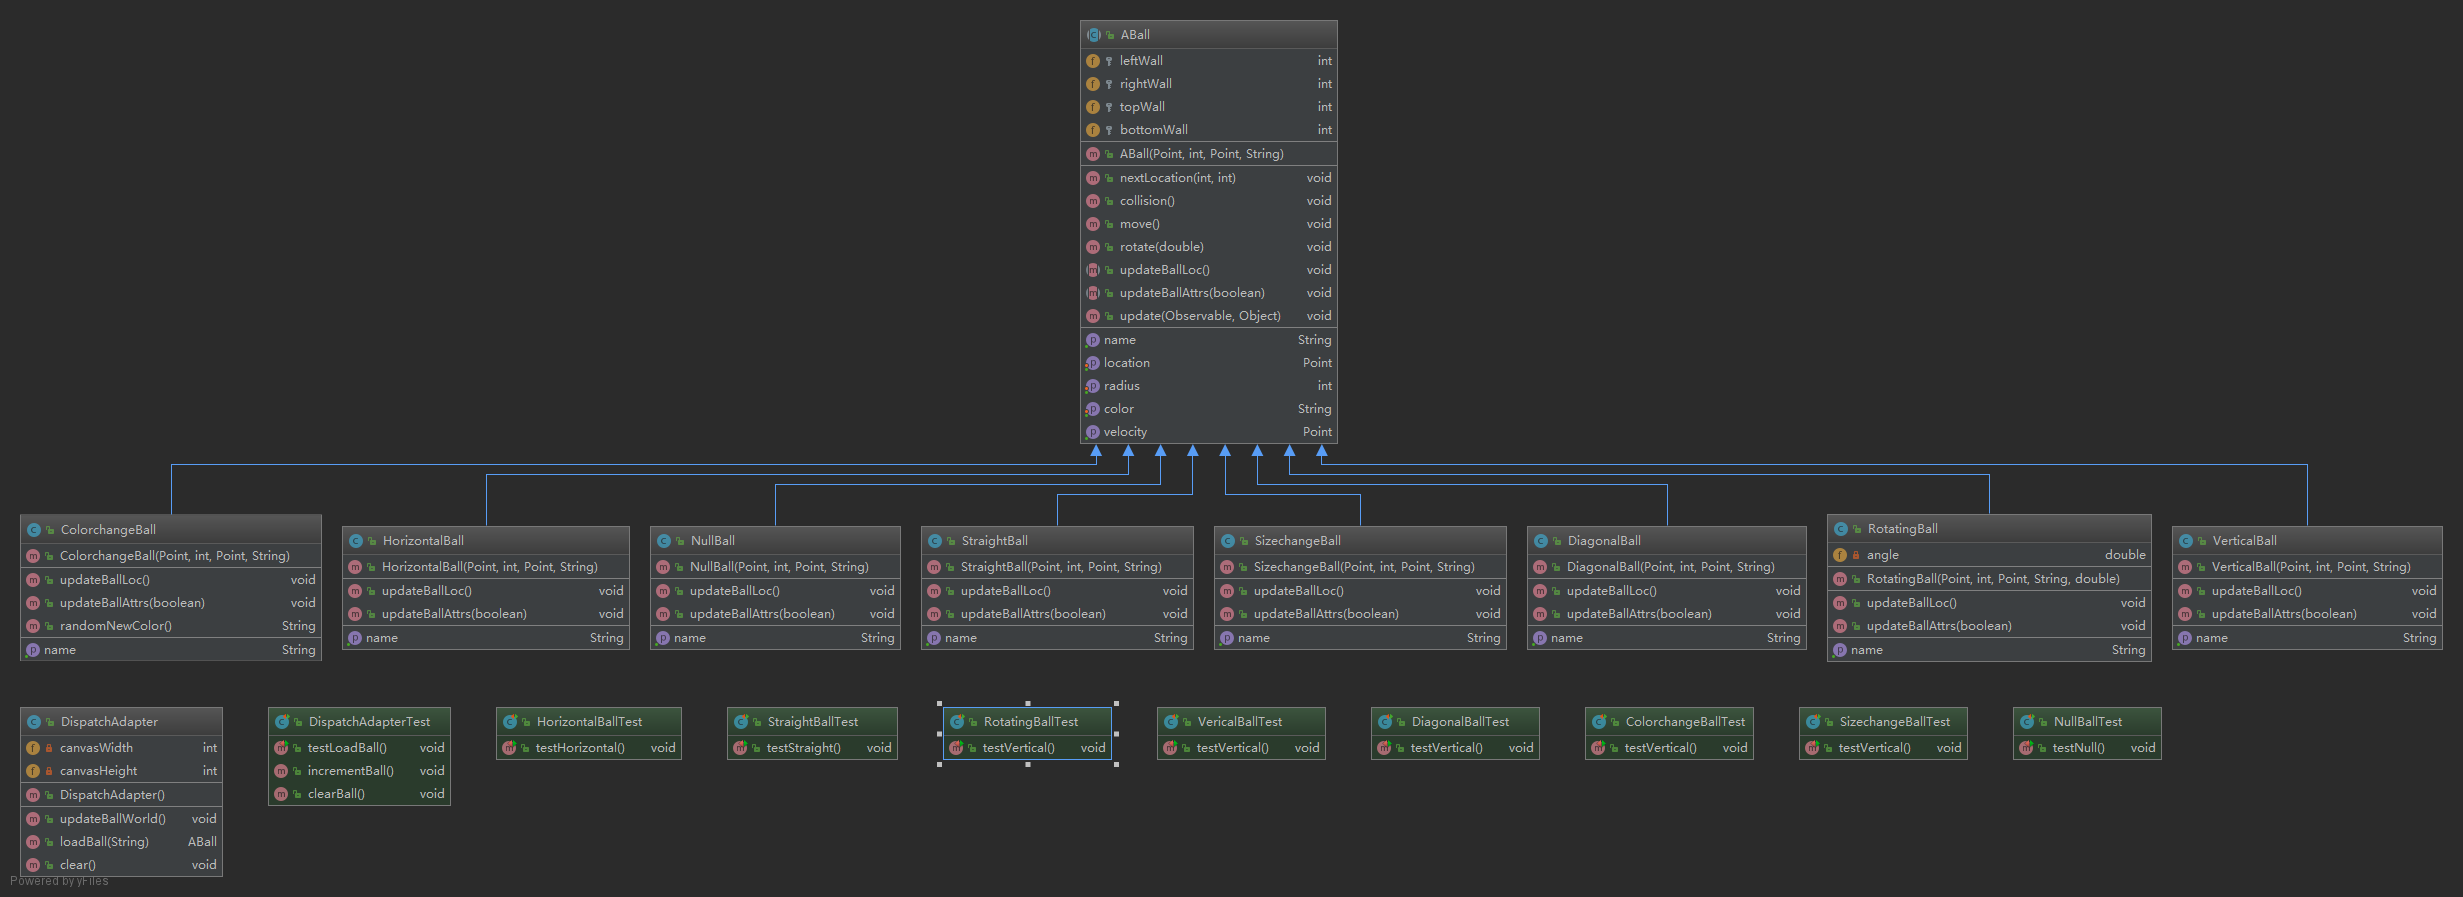 ABall
leftWall int
rightWall int
topWall int
bottomWall int
ABall(Point, int, Point, String)
nextLocation(int, int) void
collision() void
move() void
rotate(double) void
updateBallLoc() void
updateBallAttrs(boolean) void
update(Observable, Object) void
name String
location Point
radius int
color String
velocity Point
ColorchangeBall
ColorchangeBall(Point, int, Point, String)
updateBallLoc() void
updateBallAttrs(boolean) void
randomNewColor() String
name String
HorizontalBall
HorizontalBall(Point, int, Point, String)
updateBallLoc() void
updateBallAttrs(boolean) void
name String
NullBall
NullBall(Point, int, Point, String)
updateBallLoc() void
updateBallAttrs(boolean) void
name String
StraightBall
StraightBall(Point, int, Point, String)
updateBallLoc() void
updateBallAttrs(boolean) void
name String
SizechangeBall
SizechangeBall(Point, int, Point, String)
updateBallLoc() void
updateBallAttrs(boolean) void
name String
DiagonalBall
DiagonalBall(Point, int, Point, String)
updateBallLoc() void
updateBallAttrs(boolean) void
name String
RotatingBall
angle double
RotatingBall(Point, int, Point, String, double)
updateBallLoc() void
updateBallAttrs(boolean) void
name String
VerticalBall
VerticalBall(Point, int, Point, String)
updateBallLoc() void
updateBallAttrs(boolean) void
name String
DispatchAdapter
canvasWidth int
canvasHeight int
DispatchAdapter()
updateBallWorld() void
loadBall(String) ABall
clear() void
DispatchAdapterTest
testLoadBall() void
incrementBall() void
clearBall() void
HorizontalBallTest
testHorizontal() void
StraightBallTest
testStraight() void
RotatingBallTest
testVertical() void
VericalBallTest
testVertical() void
DiagonalBallTest
testVertical() void
ColorchangeBallTest
testVertical() void
SizechangeBallTest
testVertical() void
NullBallTest
testNull() void
Powered by yFiles